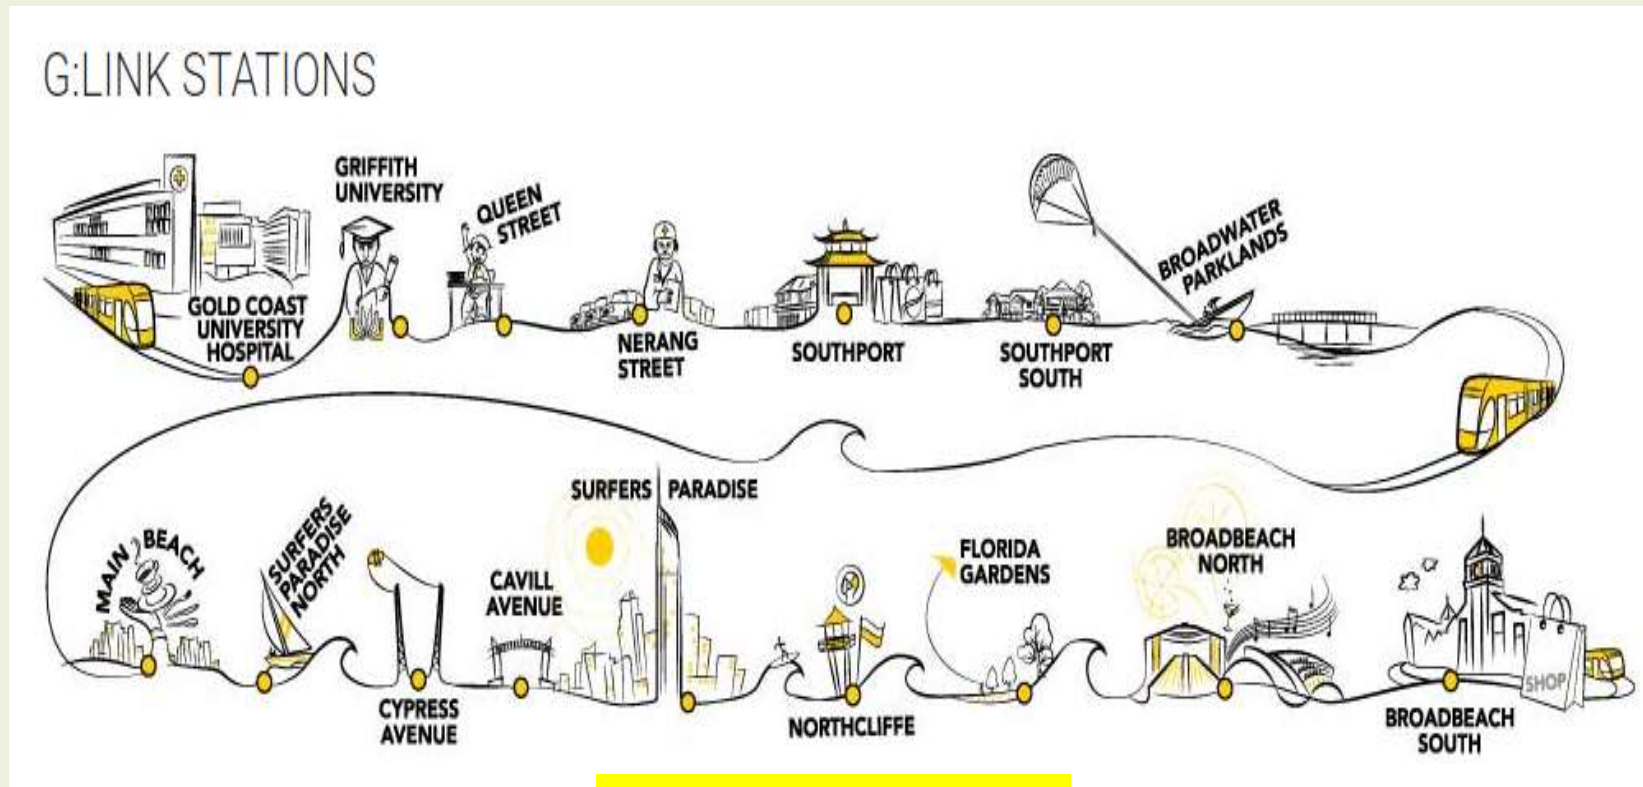 G:LINK STATIONS
GRIFFITH
UNIVERSITY
QUEEN
STREET
BROADWATER
PARKLANDS
GOLD COAST
UNIVERSITY
HOSPITAL
NERANG
STREET
SOUTHPORT
SOUTHPORT
SOUTH
MAIN BEACH
SURFERS
PARADISE
NORTH
CYPRESS
AVENUE
CAVILL
AVENUE
SURFERS PARADISE
NORTHCLIFFE
FLORIDA
GARDENS
BROADBEACH
NORTH
SHOP
BROADBEACH
SOUTH